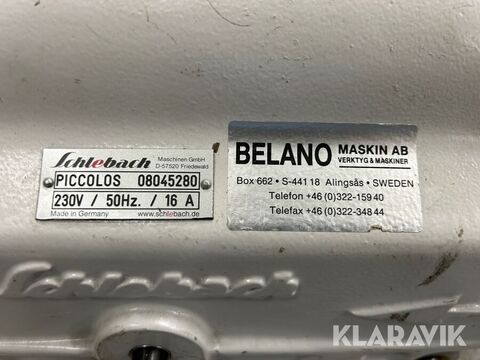 Schlebach
Maschinen GmbH
D-57520 Friedewald
PICCOLOS 08045280
230V / 50Hz. / 16 A
Made in Germany www.schlebach.de
BELANO MASKIN AB
VERKTYG & MASKINER
Box 662 • S-441 18 Alingsås • SWEDEN
Telefon +46 (0)322-159 40
Telefax +46 (0)322-348 44
Schlebach
KLARAVIK